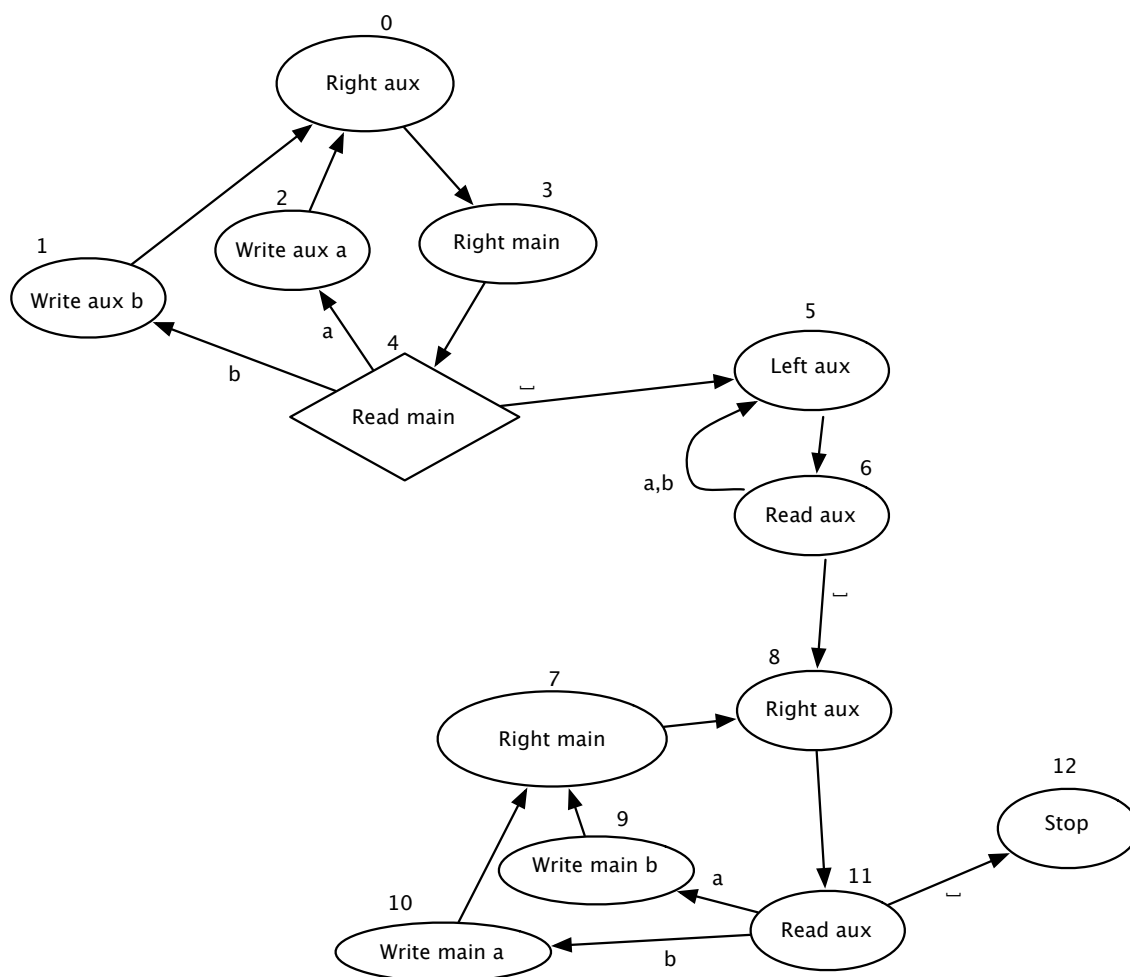 0
Right aux
2
3
Write aux a
Right main
1
Write aux b
a
4
b
Read main
␣
5
Left aux
a,b
6
Read aux
␣
8
Right aux
7
Right main
12
Stop
9
Write main b
a
11
10
Read aux
␣
Write main a
b